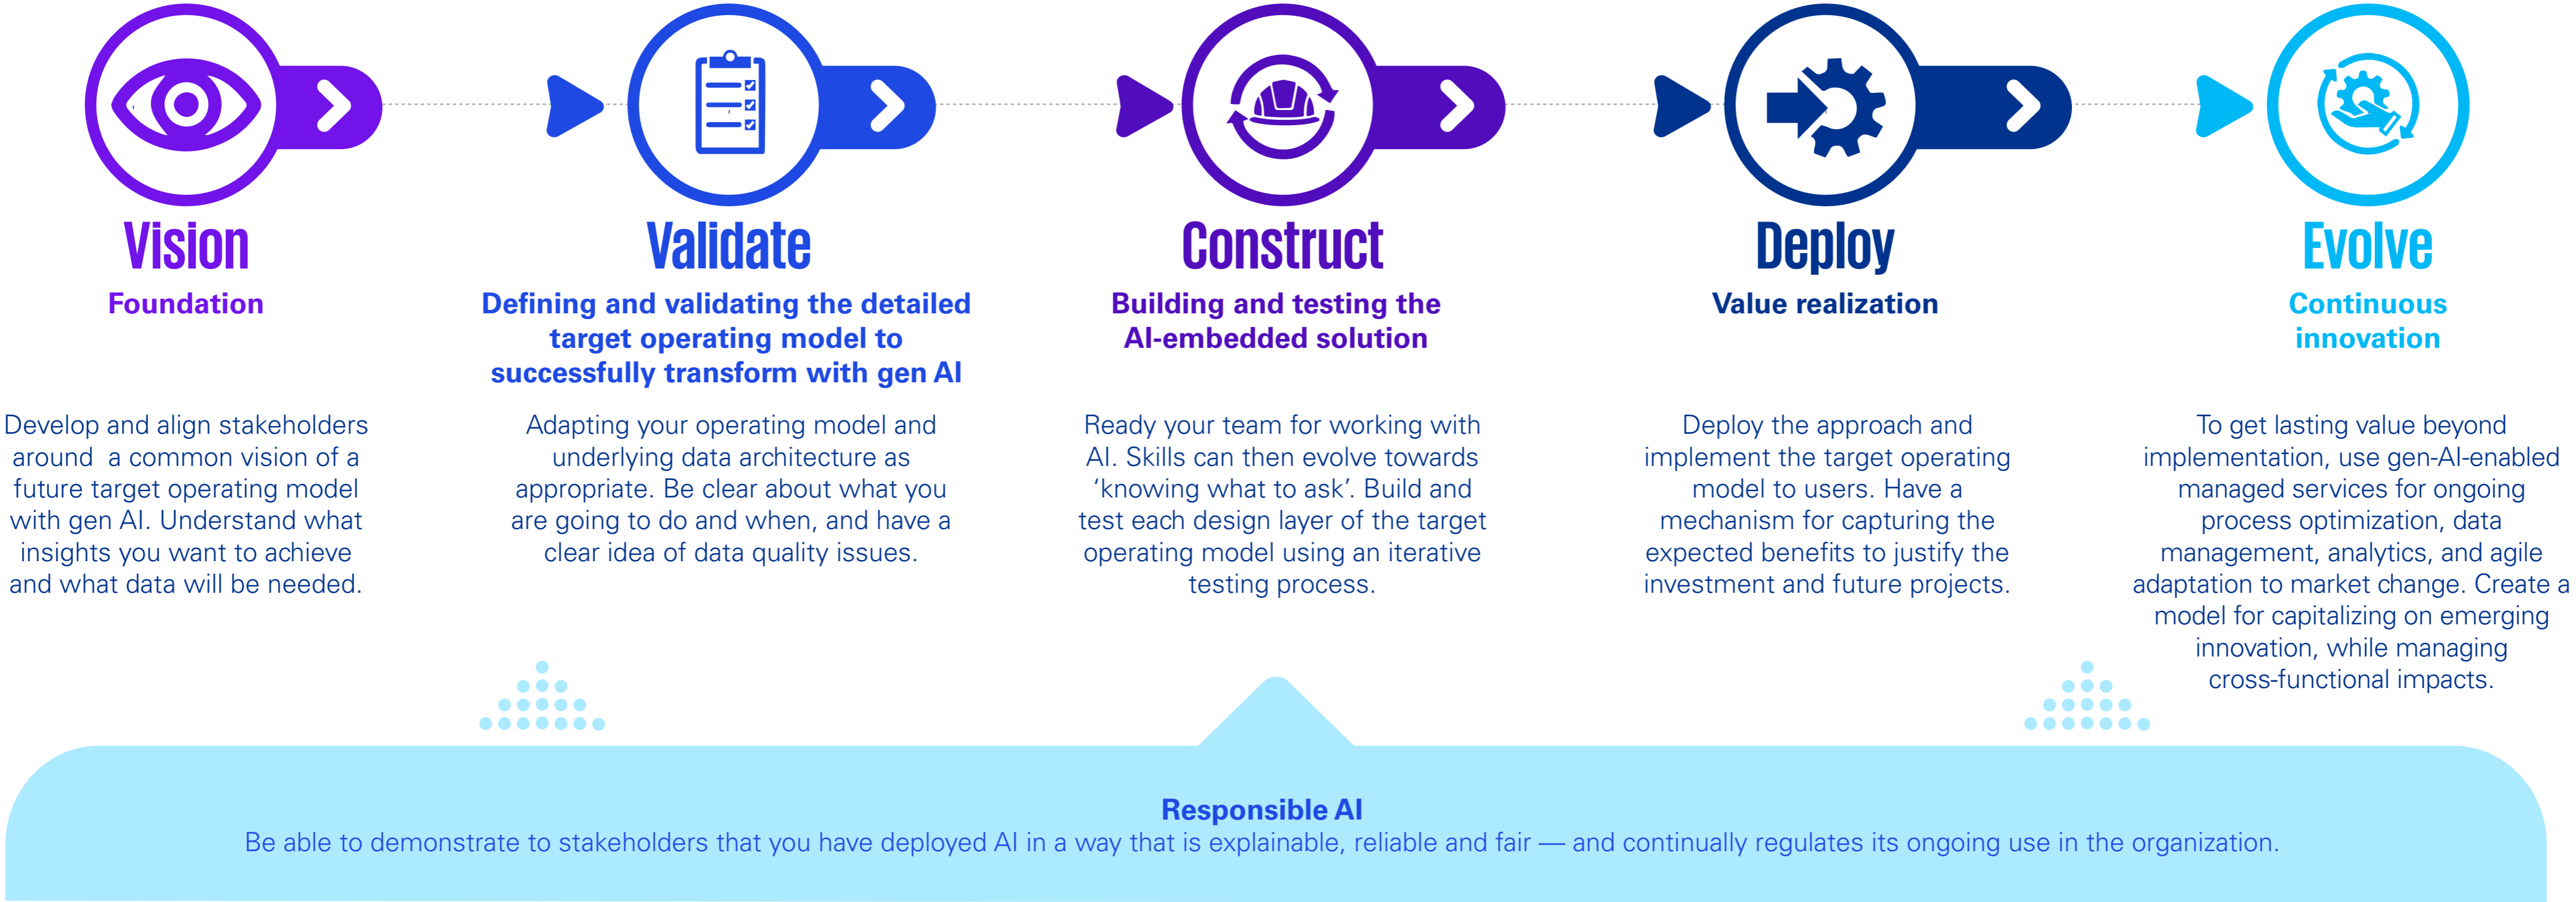 Vision
Foundation
Develop and align stakeholders
around a common vision of a
future target operating model
with gen AI. Understand what
insights you want to achieve
and what data will be needed.
Validate
Defining and validating the detailed
target operating model to
successfully transform with gen AI
Adapting your operating model and
underlying data architecture as
appropriate. Be clear about what you
are going to do and when, and have a
clear idea of data quality issues.
Construct
Building and testing the
AI-embedded solution
Ready your team for working with
AI. Skills can then evolve towards
‘knowing what to ask’. Build and
test each design layer of the target
operating model using an iterative
testing process.
Deploy
Value realization
Deploy the approach and
implement the target operating
model to users. Have a
mechanism for capturing the
expected benefits to justify the
investment and future projects.
Evolve
Continuous
innovation
To get lasting value beyond
implementation, use gen-AI-enabled
managed services for ongoing
process optimization, data
management, analytics, and agile
adaptation to market change. Create a
model for capitalizing on emerging
innovation, while managing
cross-functional impacts.
Responsible AI
Be able to demonstrate to stakeholders that you have deployed AI in a way that is explainable, reliable and fair — and continually regulates its ongoing use in the organization.